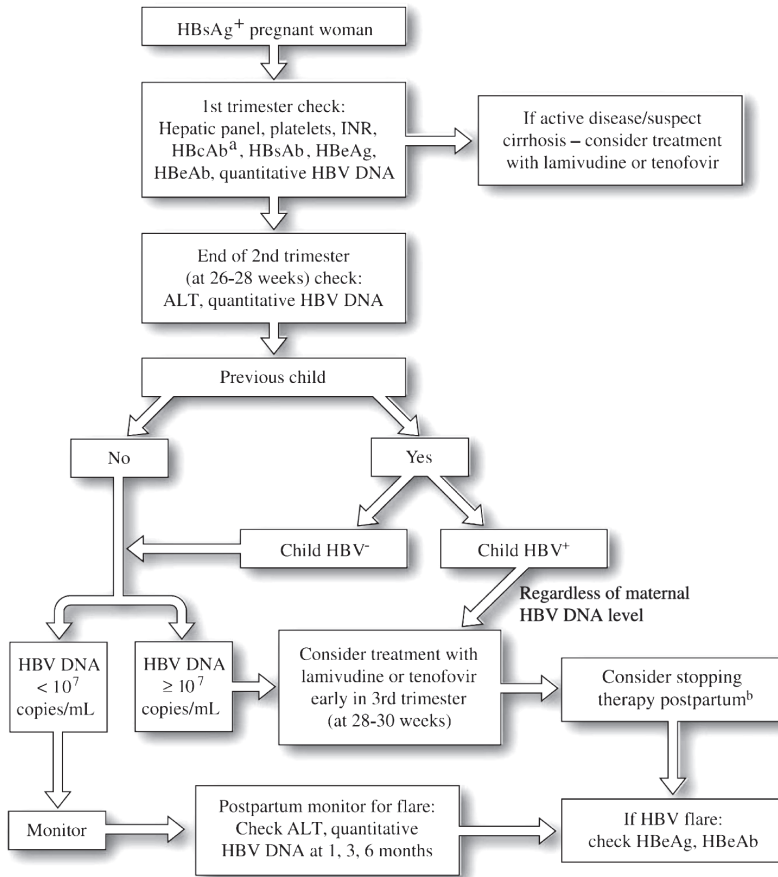 HBsAg⁺ pregnant woman
1st trimester check:
Hepatic panel, platelets, INR,
HBcAbᵃ, HBsAb, HBeAg,
HBeAb, quantitative HBV DNA
If active disease/suspect
cirrhosis – consider treatment
with lamivudine or tenofovir
End of 2nd trimester
(at 26-28 weeks) check:
ALT, quantitative HBV DNA
Previous child
No
Yes
Child HBV⁻
Child HBV⁺
Regardless of maternal
HBV DNA level
HBV DNA
< 10⁷
copies/mL
HBV DNA
≥ 10⁷
copies/mL
Consider treatment with
lamivudine or tenofovir
early in 3rd trimester
(at 28-30 weeks)
Consider stopping
therapy postpartumᵇ
Monitor
Postpartum monitor for flare:
Check ALT, quantitative
HBV DNA at 1, 3, 6 months
If HBV flare:
check HBeAg, HBeAb